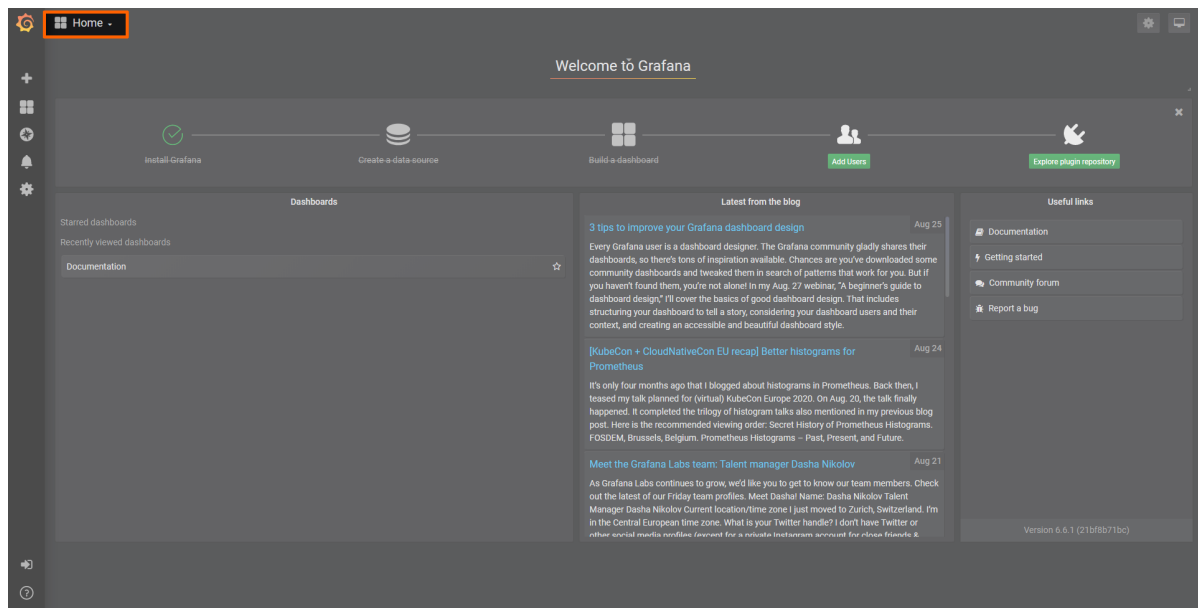 Home
Welcome to Grafana
Install Grafana
Create a data source
Build a dashboard
Add Users
Explore plugin repository
Dashboards
Starred dashboards
Recently viewed dashboards
Documentation
Latest from the blog
3 tips to improve your Grafana dashboard design
Aug 25
Every Grafana user is a dashboard designer. The Grafana community gladly shares their
dashboards, so there's tons of inspiration available. Chances are you've downloaded some
community dashboards and tweaked them in search of patterns that work for you. But if
you haven't found them, you're not alone! In my Aug. 27 webinar, "A beginner's guide to
dashboard design," I'll cover the basics of good dashboard design. That includes
structuring your dashboard to tell a story, considering your dashboard users and their
context, and creating an accessible and beautiful dashboard style.
[KubeCon + CloudNativeCon EU recap] Better histograms for
Prometheus
Aug 24
It's only four months ago that I blogged about histograms in Prometheus. Back then, I
teased my talk planned for (virtual) KubeCon Europe 2020. On Aug. 20, the talk finally
happened. It completed the trilogy of histogram talks also mentioned in my previous blog
post. Here is the recommended viewing order: Secret History of Prometheus Histograms.
FOSDEM, Brussels, Belgium. Prometheus Histograms – Past, Present, and Future.
Meet the Grafana Labs team: Talent manager Dasha Nikolov
Aug 21
As Grafana Labs continues to grow, we'd like you to get to know our team members. Check
out the latest of our Friday team profiles. Meet Dasha! Name: Dasha Nikolov Talent
Manager Dasha Nikolov Current location/time zone I just moved to Zurich, Switzerland. I'm
in the Central European time zone. What is your Twitter handle? I don't have Twitter or
other social media profiles (except for a private Instagram account for close friends &
Useful links
Documentation
Getting started
Community forum
Report a bug
Version 6.6.1 (21bf8b71bc)